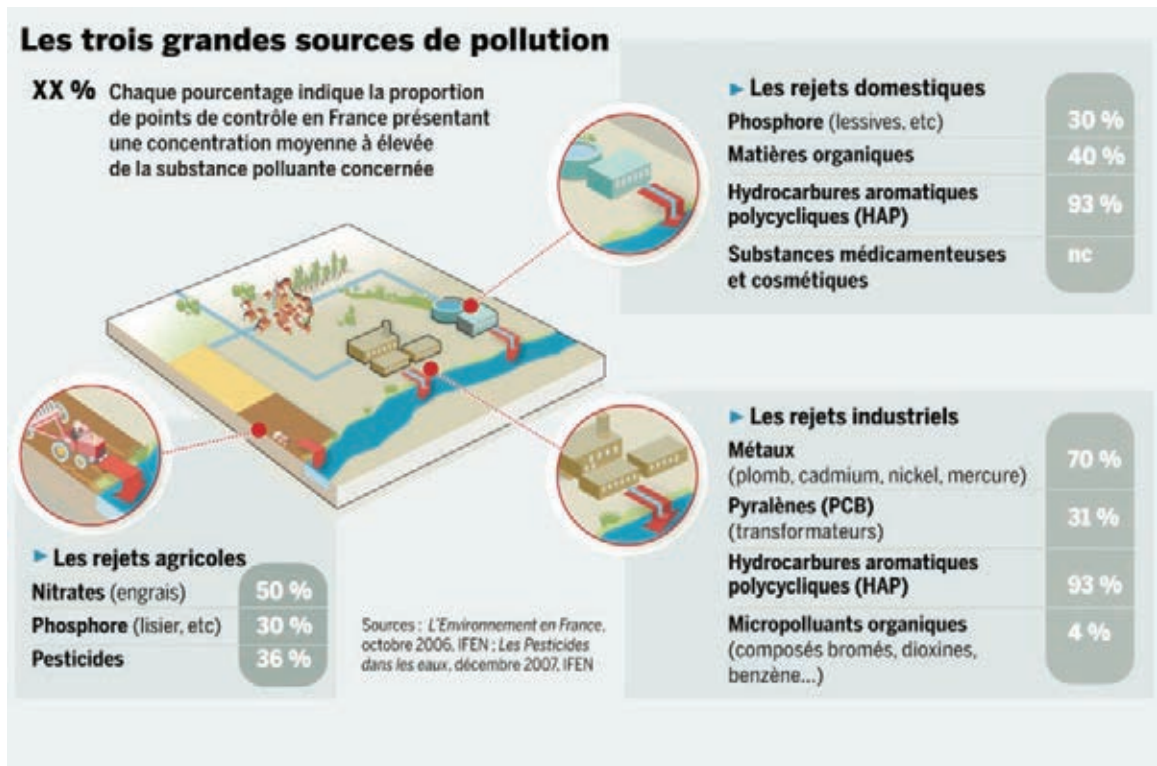 Les trois grandes sources de pollution
XX % Chaque pourcentage indique la proportion
de points de contrôle en France présentant
une concentration moyenne à élevée
de la substance polluante concernée
► Les rejets domestiques
Phosphore (lessives, etc) 30 %
Matières organiques 40 %
Hydrocarbures aromatiques
polycycliques (HAP) 93 %
Substances médicamenteuses nc
et cosmétiques
► Les rejets industriels
Métaux
(plomb, cadmium, nickel, mercure) 70 %
Pyralènes (PCB) 31 %
(transformateurs)
Hydrocarbures aromatiques
polycycliques (HAP) 93 %
Micropolluants organiques 4 %
(composés bromés, dioxines,
benzène...)
► Les rejets agricoles
Nitrates (engrais) 50 %
Phosphore (lisier, etc) 30 %
Pesticides 36 %
Sources : L'Environnement en France,
octobre 2006, IFEN ; Les Pesticides
dans les eaux, décembre 2007, IFEN